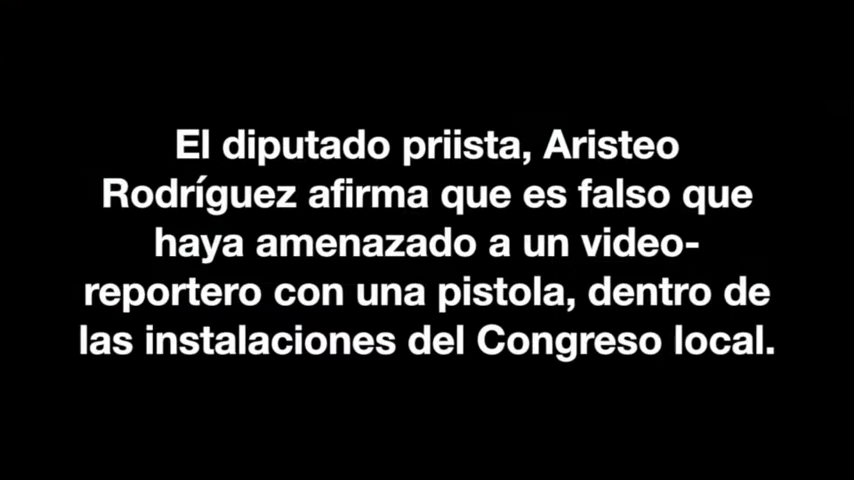 El diputado priista, Aristeo
Rodríguez afirma que es falso que
haya amenazado a un video-
reportero con una pistola, dentro de
las instalaciones del Congreso local.